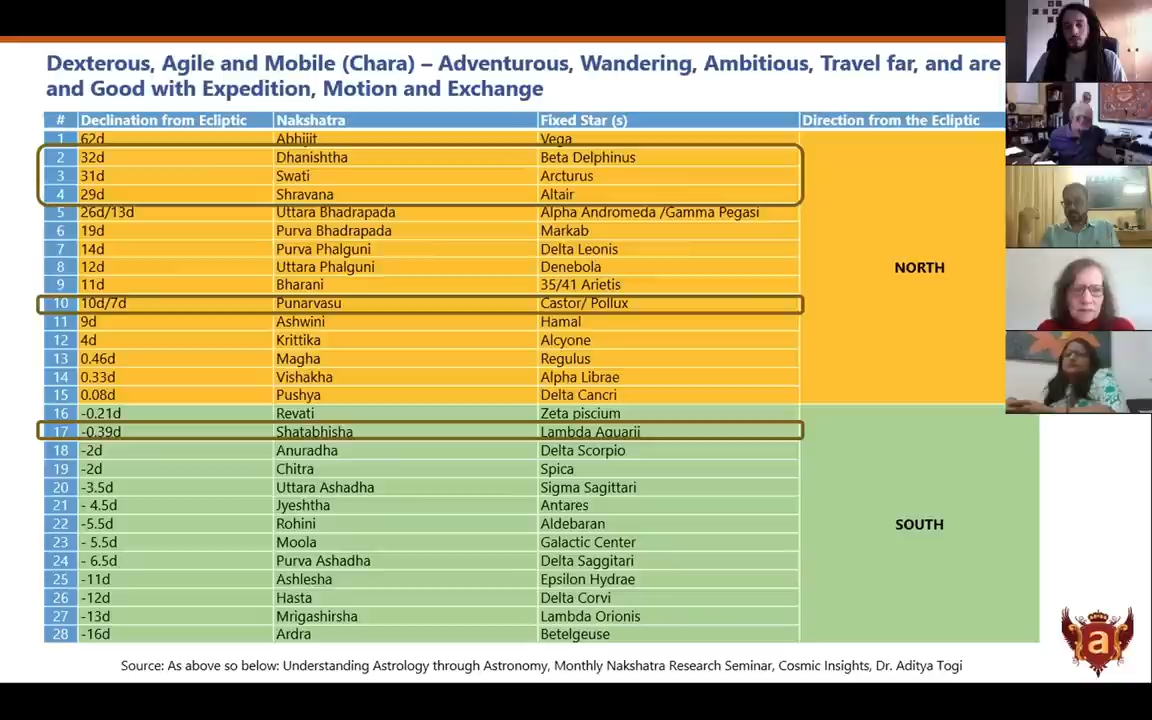 Dexterous, Agile and Mobile (Chara) – Adventurous, Wandering, Ambitious, Travel far, and are
and Good with Expedition, Motion and Exchange
# Declination from Ecliptic Nakshatra Fixed Star (s) Direction from the Ecliptic
1 62d Abhijit Vega
2 32d Dhanishtha Beta Delphinus
3 31d Swati Arcturus
4 29d Shravana Altair
5 26d/13d Uttara Bhadrapada Alpha Andromeda /Gamma Pegasi
6 19d Purva Bhadrapada Markab
7 14d Purva Phalguni Delta Leonis
8 12d Uttara Phalguni Denebola
NORTH
9 11d Bharani 35/41 Arietis
10 10d/7d Punarvasu Castor/ Pollux
11 9d Ashwini Hamal
12 4d Krittika Alcyone
13 0.46d Magha Regulus
14 0.33d Vishakha Alpha Librae
15 0.08d Pushya Delta Cancri
16 -0.21d Revati Zeta piscium
17 -0.39d Shatabhisha Lambda Aquarii
18 -2d Anuradha Delta Scorpio
19 -2d Chitra Spica
20 -3.5d Uttara Ashadha Sigma Sagittari
21 - 4.5d Jyeshtha Antares
22 -5.5d Rohini Aldebaran
SOUTH
23 - 5.5d Moola Galactic Center
24 - 6.5d Purva Ashadha Delta Saggitari
25 -11d Ashlesha Epsilon Hydrae
26 -12d Hasta Delta Corvi
27 -13d Mrigashirsha Lambda Orionis
28 -16d Ardra Betelgeuse
a
Source: As above so below: Understanding Astrology through Astronomy, Monthly Nakshatra Research Seminar, Cosmic Insights, Dr. Aditya Togi